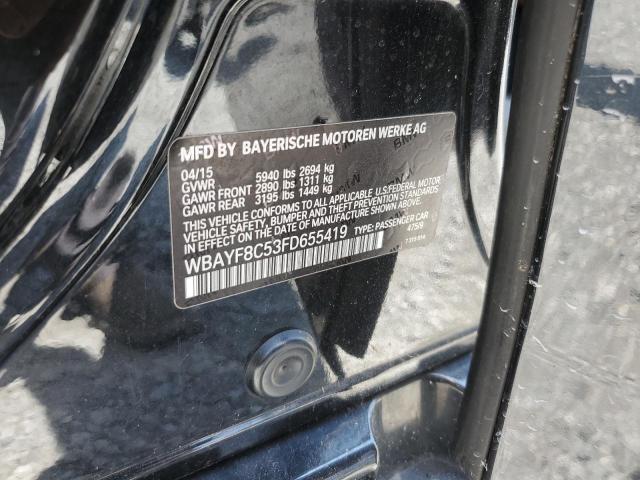 MFD BY BAYERISCHE MOTOREN WERKE AG
04/15
GVWR 5940 lbs 2694 kg
GAWR FRONT 2890 lbs 1311 kg
GAWR REAR 3195 lbs 1449 kg
THIS VEHICLE CONFORMS TO ALL APPLICABLE U.S. FEDERAL MOTOR
VEHICLE SAFETY, BUMPER AND THEFT PREVENTION STANDARDS
IN EFFECT ON THE DATE OF MANUFACTURE SHOWN ABOVE.
WBAYF8C53FD655419 TYPE: PASSENGER CAR
475/9